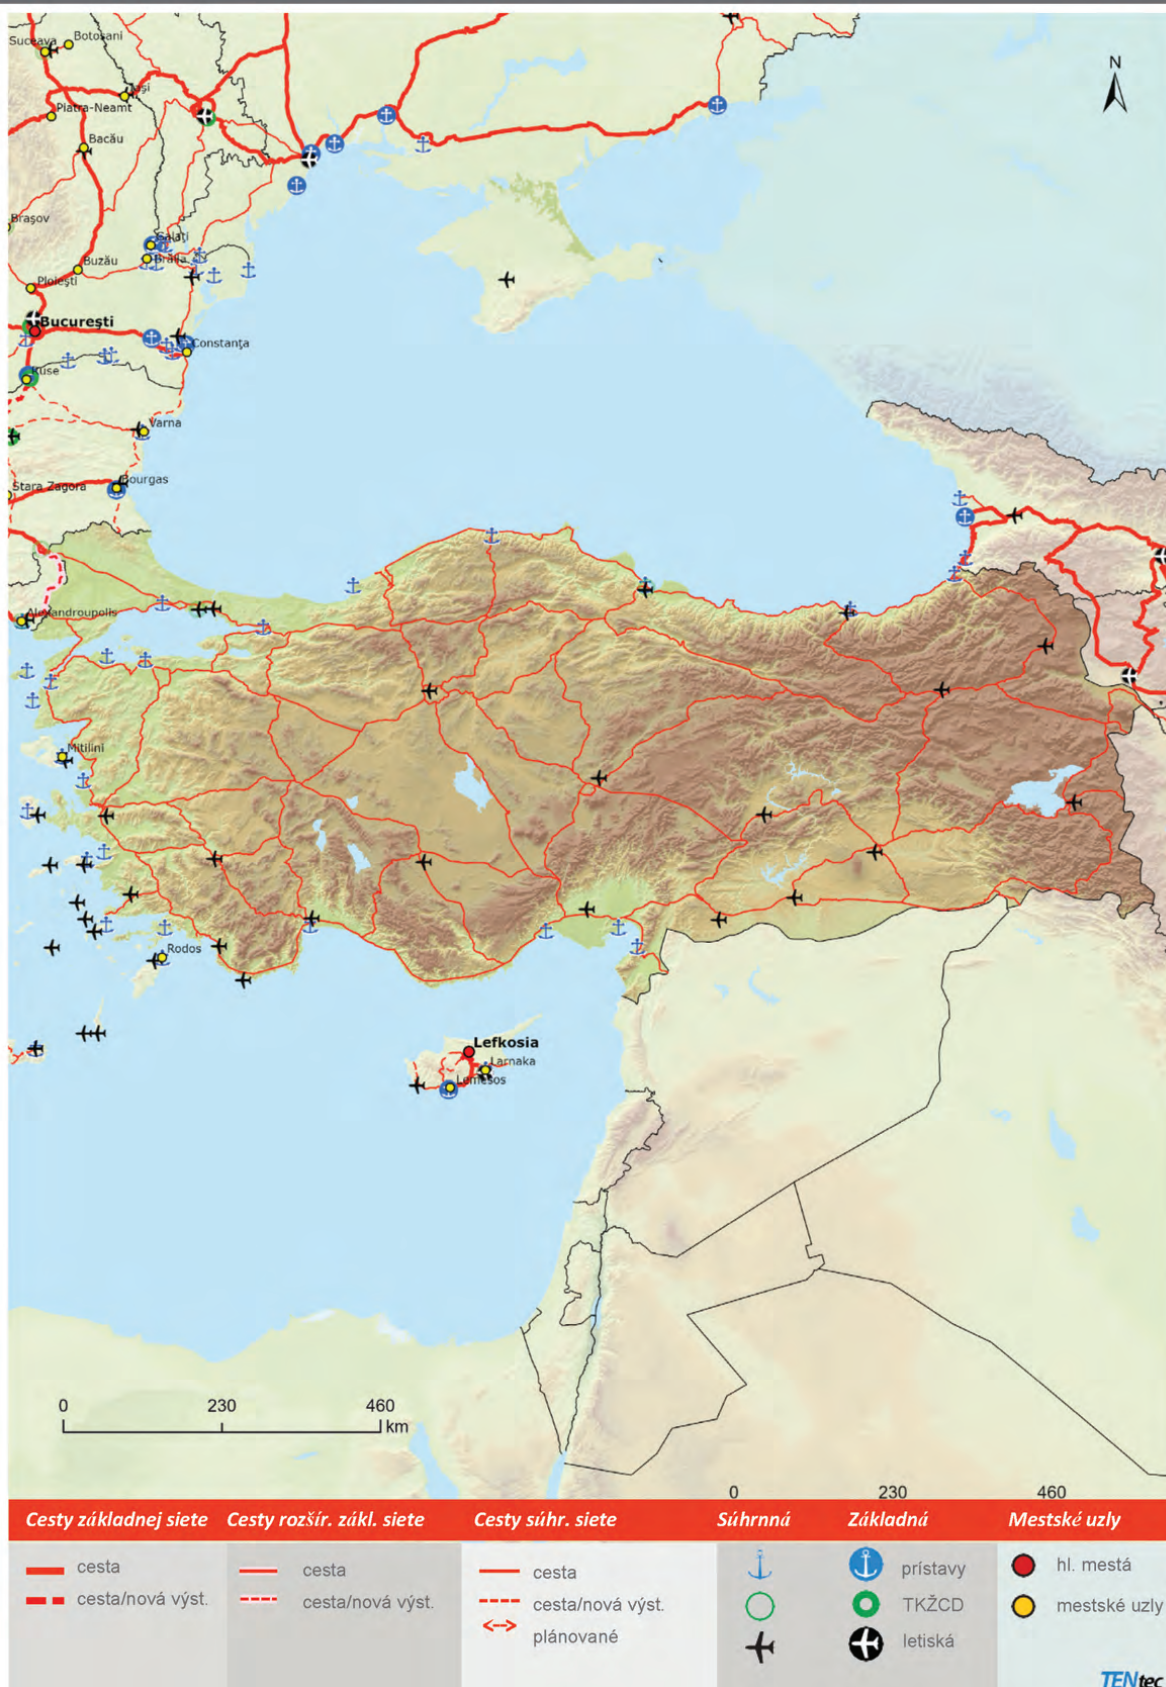 N
Suceava
Botoșani
Iași
Piatra-Neamt
Bacău
Brașov
Galați
Brăila
Buzău
Ploiești
București
Constanța
Ruse
Varna
Bourgas
Stara Zagora
Alexandroupolis
Mitilini
Rodos
Lefkosia
Larnaka
Lemesos
0 230 460
km
0 230 460
Cesty základnej siete Cesty rozšír. zákl. siete Cesty súhr. siete Súhrnná Základná Mestské uzly
cesta cesta cesta prístavy hl. mestá
cesta/nová výst. cesta/nová výst. cesta/nová výst. TKŽCD mestské uzly
plánované letiská
TENtec